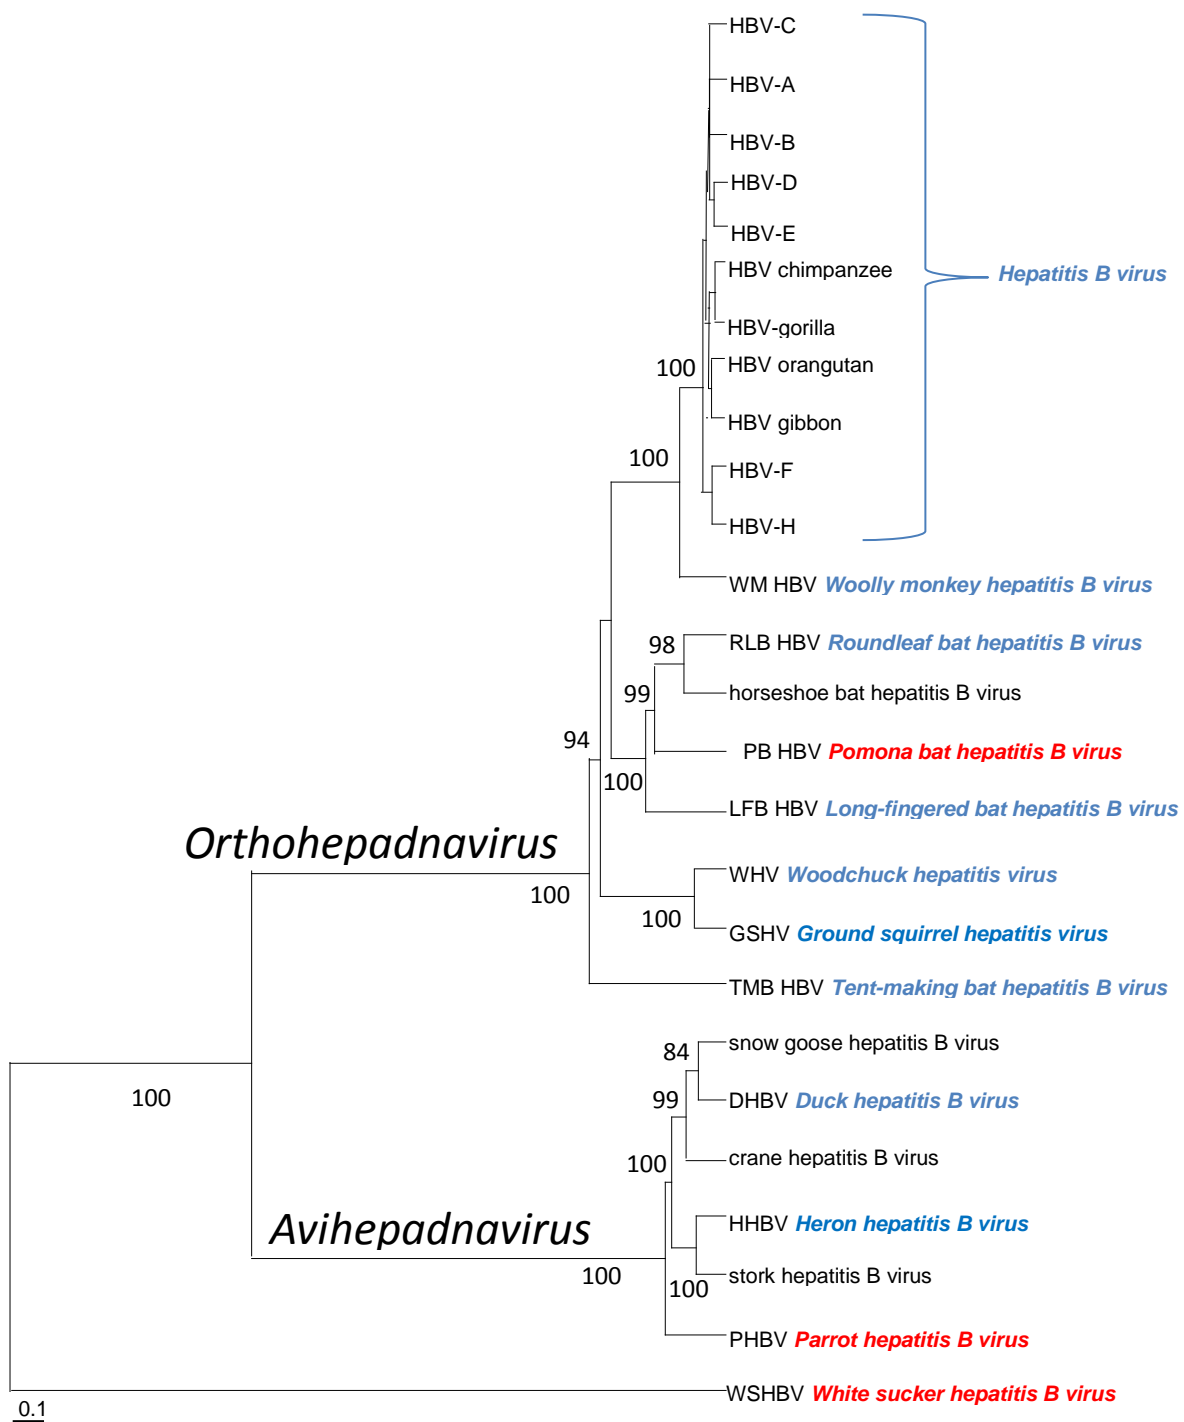 HBV-C
HBV-A
HBV-B
HBV-D
HBV-E
HBV chimpanzee
Hepatitis B virus
HBV-gorilla
100
HBV orangutan
HBV gibbon
100
HBV-F
HBV-H
WM HBV Woolly monkey hepatitis B virus
98
RLB HBV Roundleaf bat hepatitis B virus
99
horseshoe bat hepatitis B virus
94
PB HBV Pomona bat hepatitis B virus
100
LFB HBV Long-fingered bat hepatitis B virus
Orthohepadnavirus
100
WHV Woodchuck hepatitis virus
100
GSHV Ground squirrel hepatitis virus
TMB HBV Tent-making bat hepatitis B virus
84
snow goose hepatitis B virus
100
DHBV Duck hepatitis B virus
99
crane hepatitis B virus
100
HHBV Heron hepatitis B virus
Avihepadnavirus
100
stork hepatitis B virus
100
PHBV Parrot hepatitis B virus
WSHBV White sucker hepatitis B virus
0.1